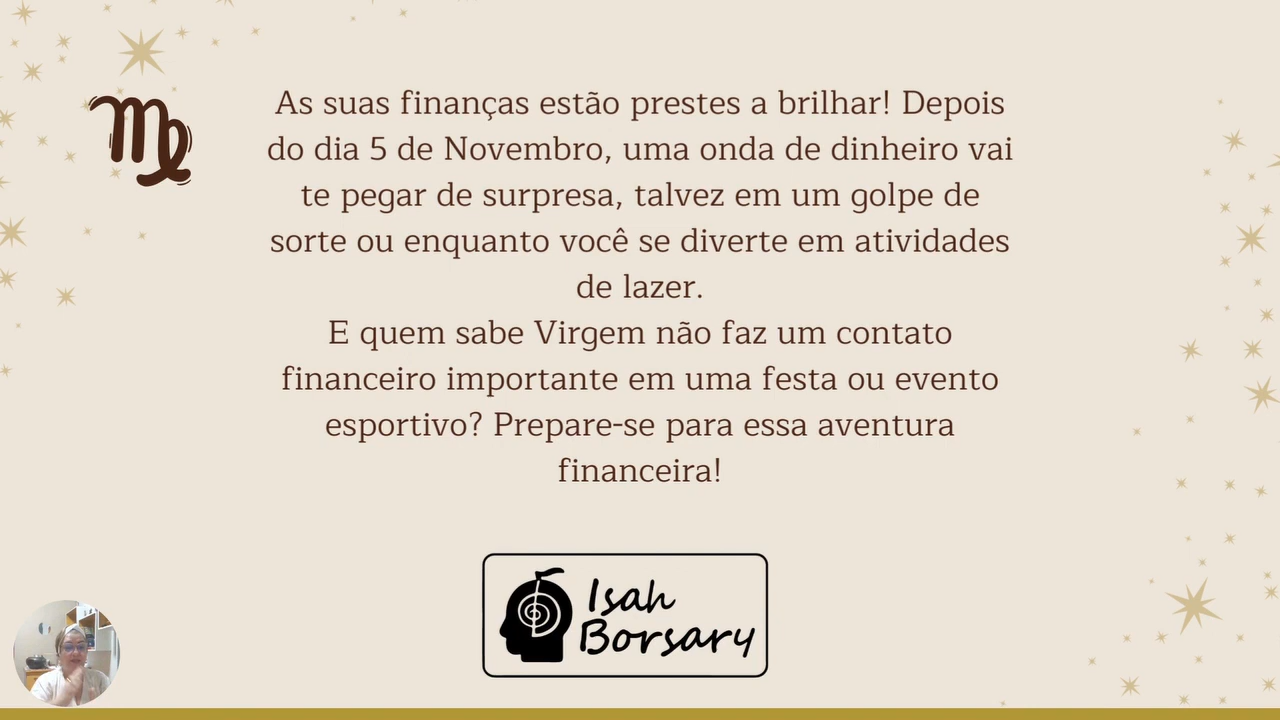 As suas finanças estão prestes a brilhar! Depois
do dia 5 de Novembro, uma onda de dinheiro vai
te pegar de surpresa, talvez em um golpe de
sorte ou enquanto você se diverte em atividades
de lazer.
E quem sabe Virgem não faz um contato
financeiro importante em uma festa ou evento
esportivo? Prepare-se para essa aventura
financeira!
Isah
Borsary